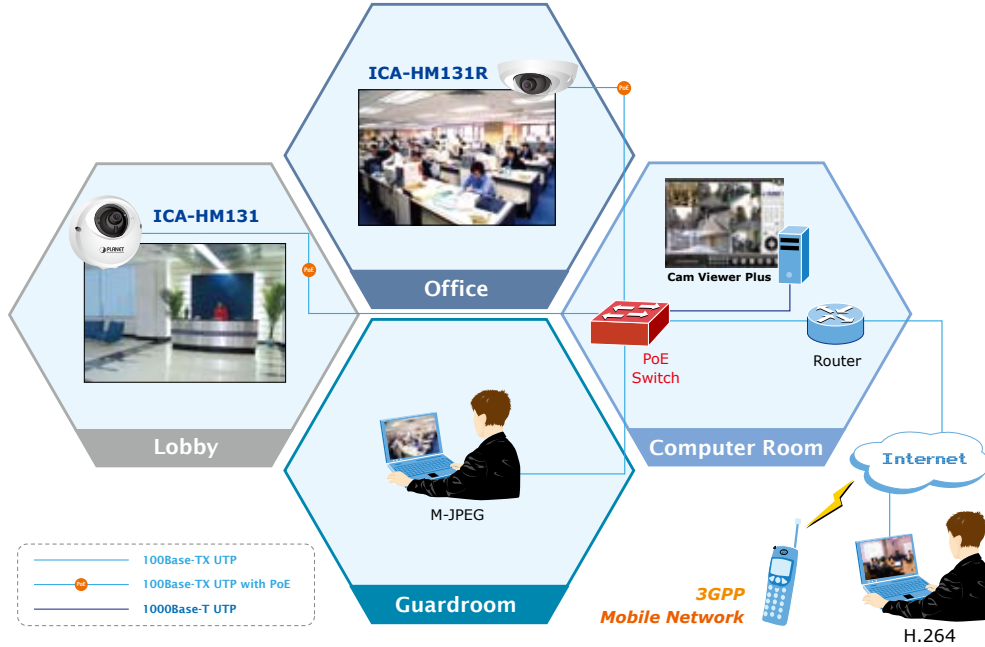 ICA-HM131R
PoE
Office
ICA-HM131
PLANET
PoE
Lobby
Cam Viewer Plus
PoE
Switch
Router
Computer Room
M-JPEG
Guardroom
Internet
3GPP
Mobile Network
H.264
100Base-TX UTP
PoE
100Base-TX UTP with PoE
1000Base-T UTP